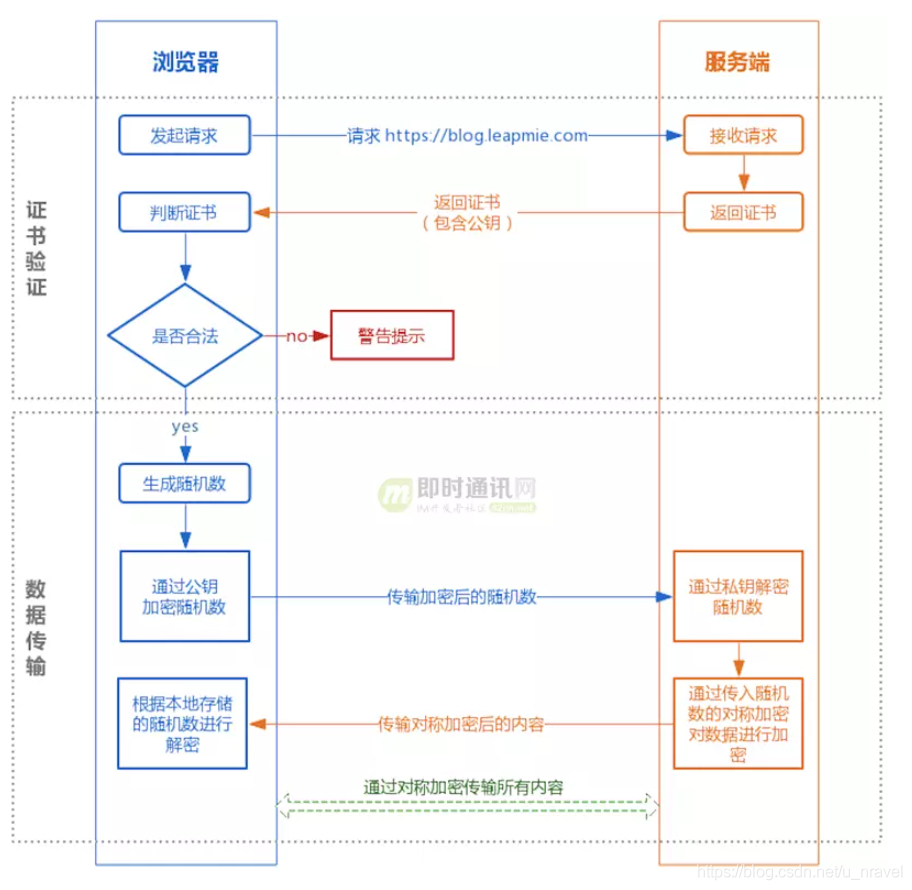 浏览器
服务端
证书验证
发起请求
请求 https://blog.leapmie.com
接收请求
判断证书
返回证书
（包含公钥）
返回证书
是否合法
no
警告提示
yes
数据传输
生成随机数
即时通讯网
IM开发者社区 52im.net
通过公钥
加密随机数
传输加密后的随机数
通过私钥解密
随机数
根据本地存储
的随机数进行
解密
传输对称加密后的内容
通过传入随机
数的对称加密
对数据进行加
密
通过对称加密传输所有内容
https://blog.csdn.net/u_nravel